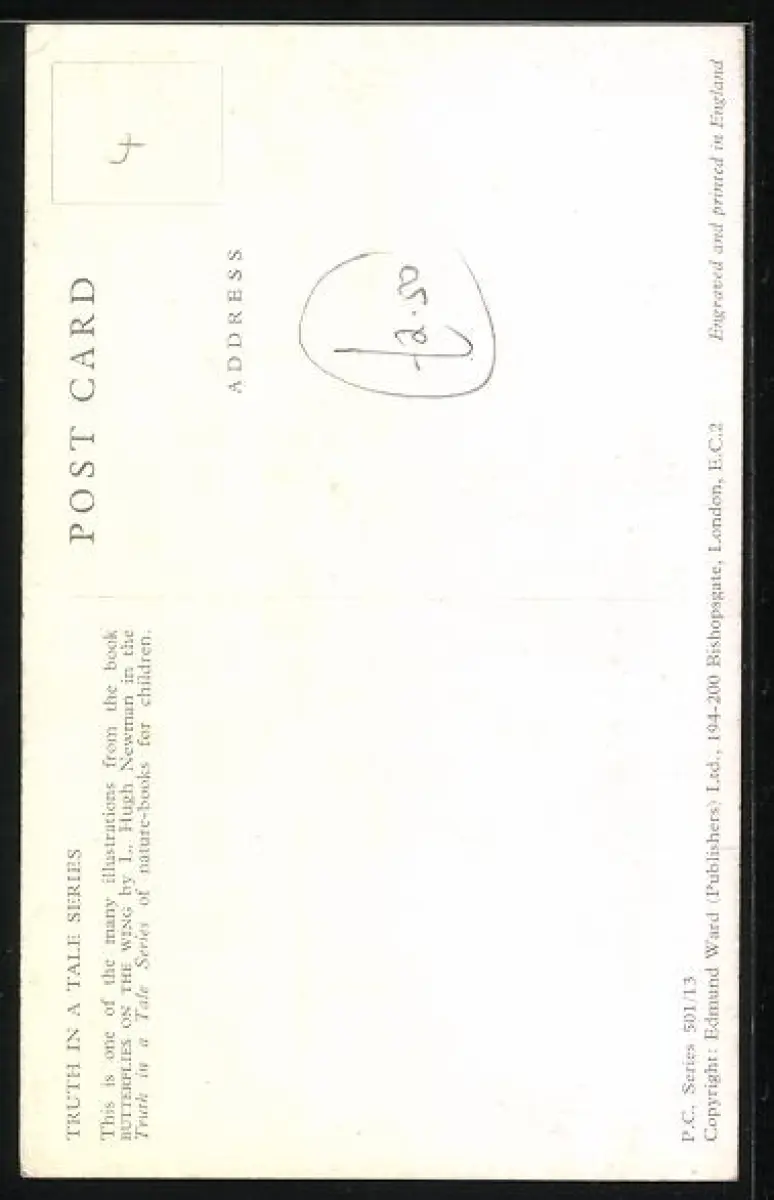 TRUTH IN A TALE SERIES
This is one of the many illustrations from the book
BUTTERFLIES ON THE WING by L. Hugh Newman in the
Truth in a Tale Series of nature-books for children.
POST CARD
4
ADDRESS
£2.50
P.C. Series 501/13
Copyright: Edmund Ward (Publishers) Ltd., 194-200 Bishopsgate, London, E.C.2
Engraved and printed in England